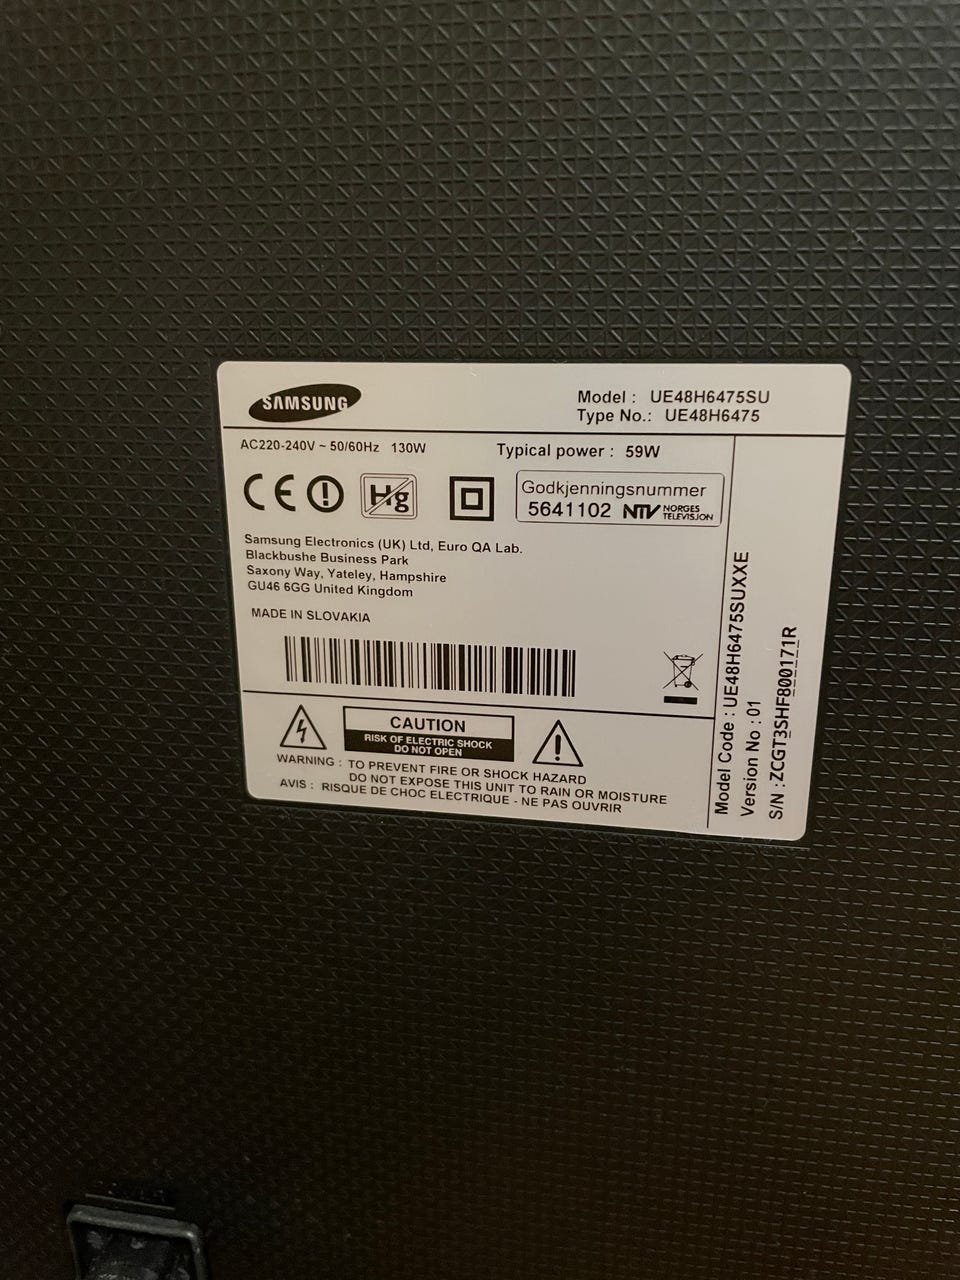 SAMSUNG
Model : UE48H6475SU
Type No.: UE48H6475
AC220-240V ~ 50/60Hz 130W
Typical power : 59W
CE
Hg
Godkjenningsnummer
5641102 NTV NORGES TELEVISJON
Samsung Electronics (UK) Ltd, Euro QA Lab.
Blackbushe Business Park
Saxony Way, Yateley, Hampshire
GU46 6GG United Kingdom
MADE IN SLOVAKIA
CAUTION
RISK OF ELECTRIC SHOCK
DO NOT OPEN
WARNING : TO PREVENT FIRE OR SHOCK HAZARD
DO NOT EXPOSE THIS UNIT TO RAIN OR MOISTURE
AVIS : RISQUE DE CHOC ELECTRIQUE - NE PAS OUVRIR
Model Code : UE48H6475SUXXE
Version No : 01
S/N : ZCGT3SHF800171R